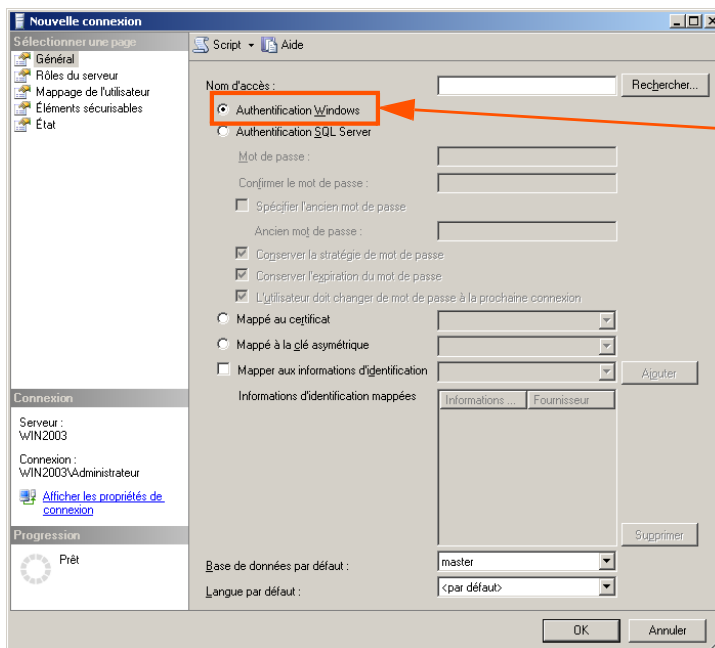 Nouvelle connexion
Sélectionner une page
Général
Rôles du serveur
Mappage de l'utilisateur
Éléments sécurisables
État
Connexion
Serveur :
WIN2003
Connexion :
WIN2003\Administrateur
Afficher les propriétés de
connexion
Progression
Prêt
Script Aide
Nom d'accès : Rechercher...
Authentification Windows
Authentification SQL Server
Mot de passe :
Confirmer le mot de passe :
Spécifier l'ancien mot de passe
Ancien mot de passe :
Conserver la stratégie de mot de passe
Conserver l'expiration du mot de passe
L'utilisateur doit changer de mot de passe à la prochaine connexion
Mappé au certificat
Mappé à la clé asymétrique
Mapper aux informations d'identification Ajouter
Informations d'identification mappées Informations ... Fournisseur
Supprimer
Base de données par défaut : master
Langue par défaut : <par défaut>
OK Annuler